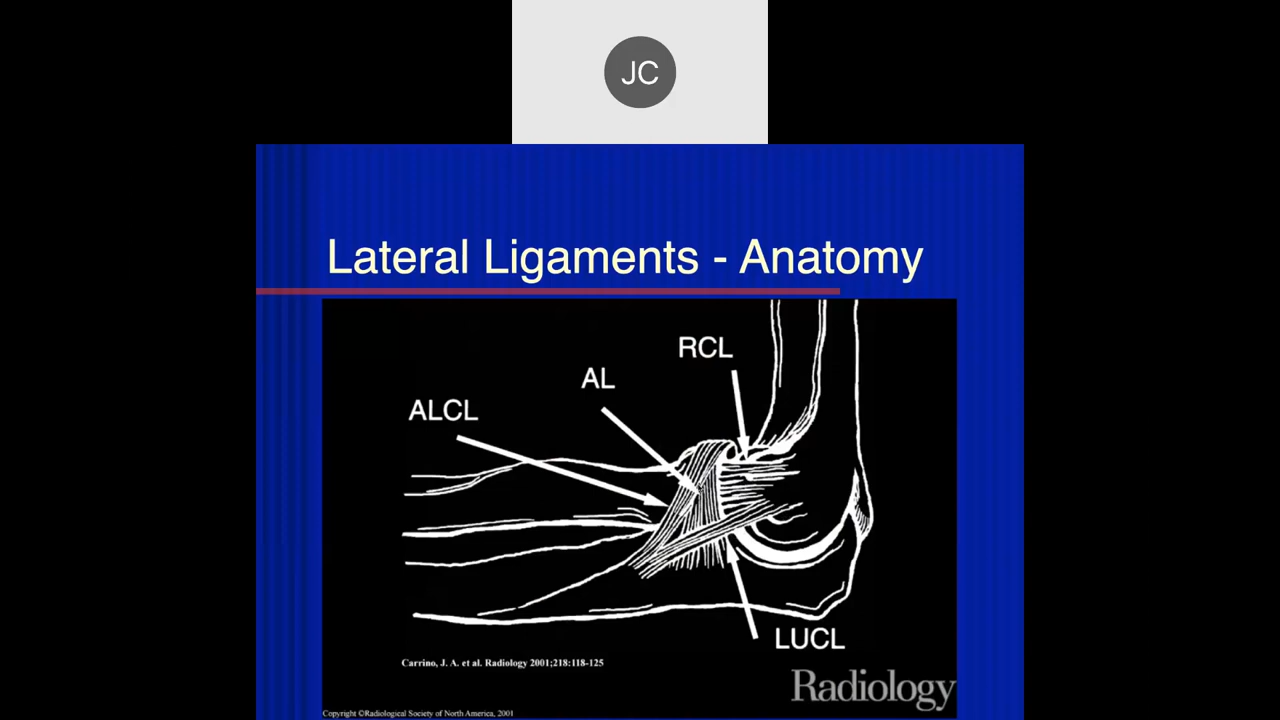 JC
Lateral Ligaments - Anatomy
RCL
AL
ALCL
LUCL
Carrino, J. A. et al. Radiology 2001;218:118-125
Radiology
Copyright ©Radiological Society of North America, 2001